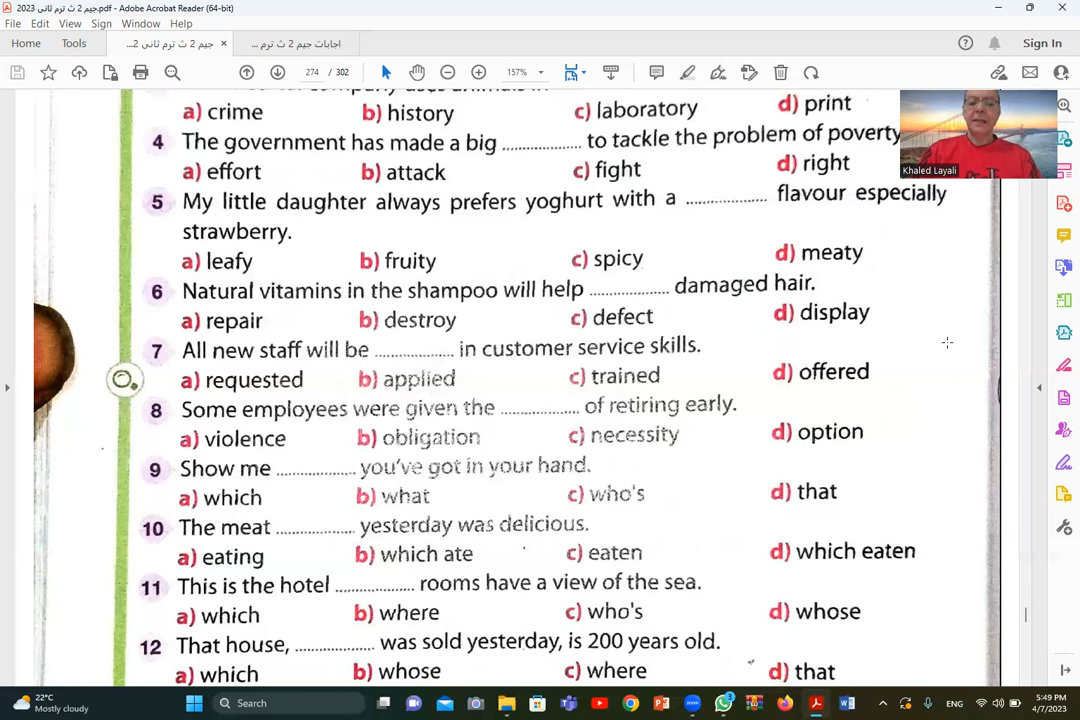 جيم 2 ث ترم ثانى 2023.pdf - Adobe Acrobat Reader (64-bit)
File Edit View Sign Window Help
Home Tools جيم 2 ث ترم ثانى 2... × اجابات جيم 2 ث ترم ...
Sign In
274 / 302 157%
a) crime b) history c) laboratory d) print
4 The government has made a big .............. to tackle the problem of poverty
a) effort b) attack c) fight d) right
Khaled Layali
5 My little daughter always prefers yoghurt with a .............. flavour especially
strawberry.
a) leafy b) fruity c) spicy d) meaty
6 Natural vitamins in the shampoo will help .............. damaged hair.
a) repair b) destroy c) defect d) display
7 All new staff will be .............. in customer service skills.
a) requested b) applied c) trained d) offered
8 Some employees were given the .............. of retiring early.
a) violence b) obligation c) necessity d) option
9 Show me .............. you've got in your hand.
a) which b) what c) who's d) that
10 The meat .............. yesterday was delicious.
a) eating b) which ate c) eaten d) which eaten
11 This is the hotel .............. rooms have a view of the sea.
a) which b) where c) who's d) whose
12 That house, .............. was sold yesterday, is 200 years old.
a) which b) whose c) where d) that
22°C
Mostly cloudy
Search
3
ENG
5:49 PM
4/7/2023